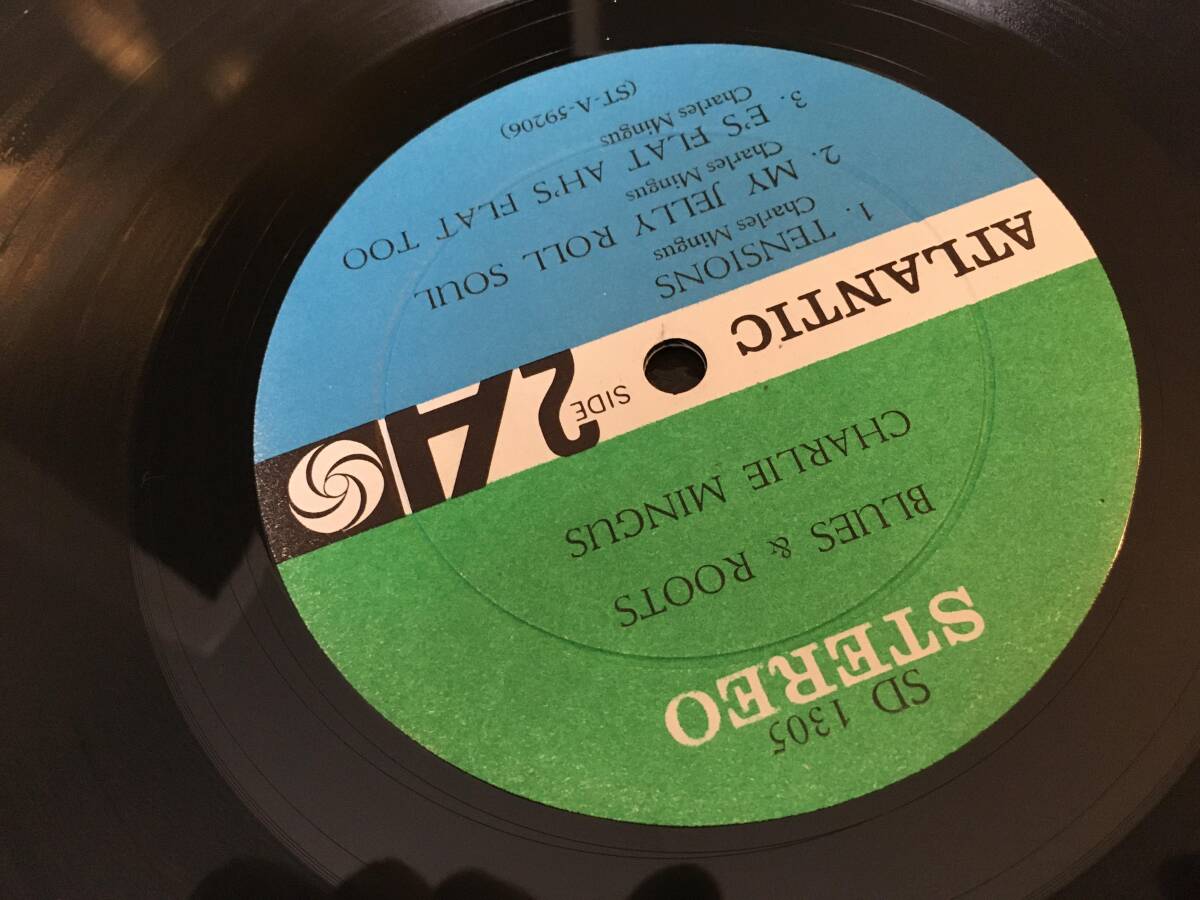 SD 1305
STEREO
BLUES & ROOTS
CHARLIE MINGUS
SIDE 2
ATLANTIC
A
1. TENSIONS
Charles Mingus
2. MY JELLY ROLL SOUL
Charles Mingus
3. E'S FLAT AH'S FLAT TOO
Charles Mingus
(ST-A-59206)